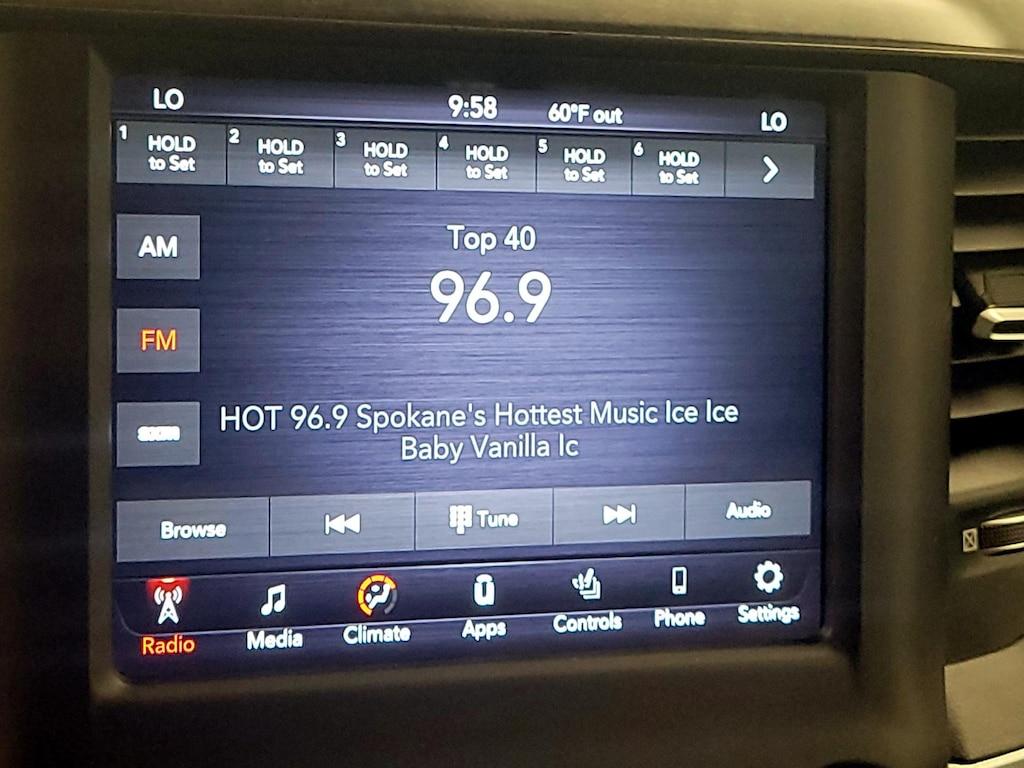 LO 9:58 60°F out LO
1 HOLD to Set 2 HOLD to Set 3 HOLD to Set 4 HOLD to Set 5 HOLD to Set 6 HOLD to Set >
AM
Top 40
96.9
FM
HOT 96.9 Spokane's Hottest Music Ice Ice
Baby Vanilla Ic
Browse Tune Audio
Radio Media Climate Apps Controls Phone Settings